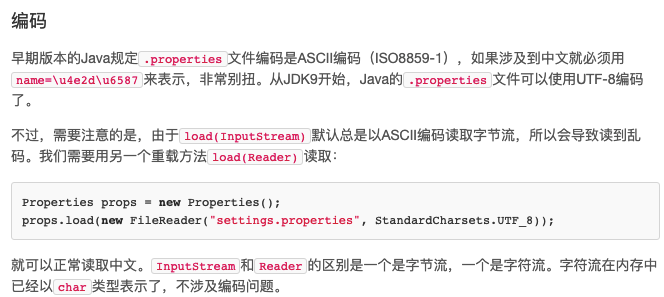 编码
早期版本的Java规定.properties文件编码是ASCII编码（ISO8859-1），如果涉及到中文就必须用
name=\u4e2d\u6587来表示，非常别扭。从JDK9开始，Java的.properties文件可以使用UTF-8编码
了。
不过，需要注意的是，由于load(InputStream)默认总是以ASCII编码读取字节流，所以会导致读到乱
码。我们需要用另一个重载方法load(Reader)读取：
Properties props = new Properties();
props.load(new FileReader("settings.properties", StandardCharsets.UTF_8));
就可以正常读取中文。InputStream和Reader的区别是一个是字节流，一个是字符流。字符流在内存中
已经以char类型表示了，不涉及编码问题。